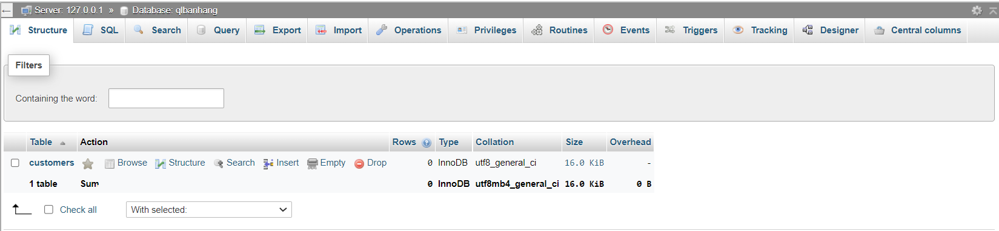 Server: 127.0.0.1 » Database: qlbanhang
Structure SQL Search Query Export Import Operations Privileges Routines Events Triggers Tracking Designer Central columns
Filters
Containing the word:
Table Action Rows Type Collation Size Overhead
customers Browse Structure Search Insert Empty Drop 0 InnoDB utf8_general_ci 16.0 KiB -
1 table Sum 0 InnoDB utf8mb4_general_ci 16.0 KiB 0 B
Check all With selected: